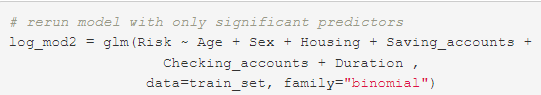 # rerun model with only significant predictors
log_mod2 = glm(Risk ~ Age + Sex + Housing + Saving_accounts +
Checking_accounts + Duration ,
data=train_set, family="binomial")